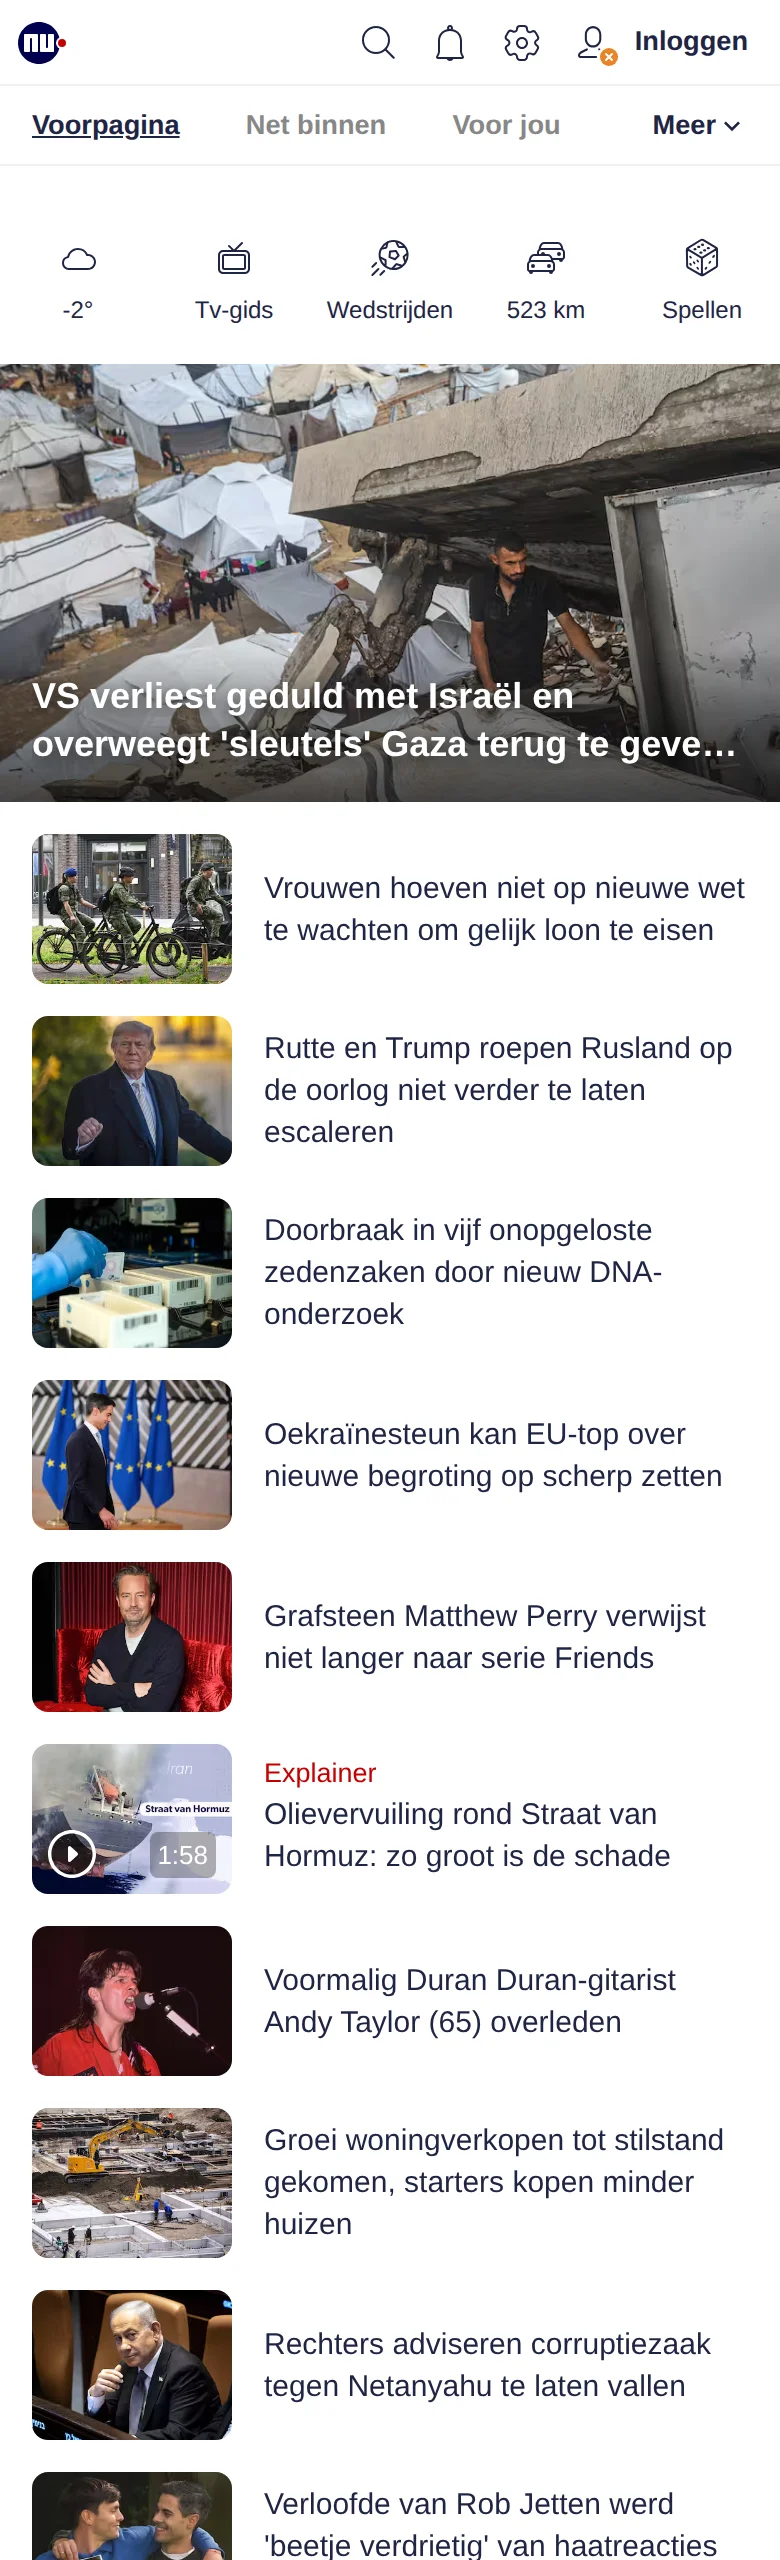 nu
Inloggen
Voorpagina Net binnen Voor jou Meer
-2° Tv-gids Wedstrijden 523 km Spellen
VS verliest geduld met Israël en
overweegt 'sleutels' Gaza terug te geve…
Vrouwen hoeven niet op nieuwe wet
te wachten om gelijk loon te eisen
Rutte en Trump roepen Rusland op
de oorlog niet verder te laten
escaleren
Doorbraak in vijf onopgeloste
zedenzaken door nieuw DNA-
onderzoek
Oekraïnesteun kan EU-top over
nieuwe begroting op scherp zetten
Grafsteen Matthew Perry verwijst
niet langer naar serie Friends
Iran
Straat van Hormuz
1:58
Explainer
Olievervuiling rond Straat van
Hormuz: zo groot is de schade
Voormalig Duran Duran-gitarist
Andy Taylor (65) overleden
Groei woningverkopen tot stilstand
gekomen, starters kopen minder
huizen
Rechters adviseren corruptiezaak
tegen Netanyahu te laten vallen
Verloofde van Rob Jetten werd
'beetje verdrietig' van haatreacties